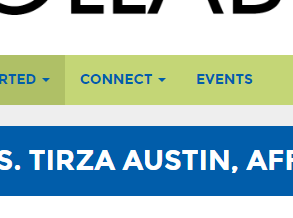 RTED CONNECT EVENTS
S. TIRZA AUSTIN, AFF